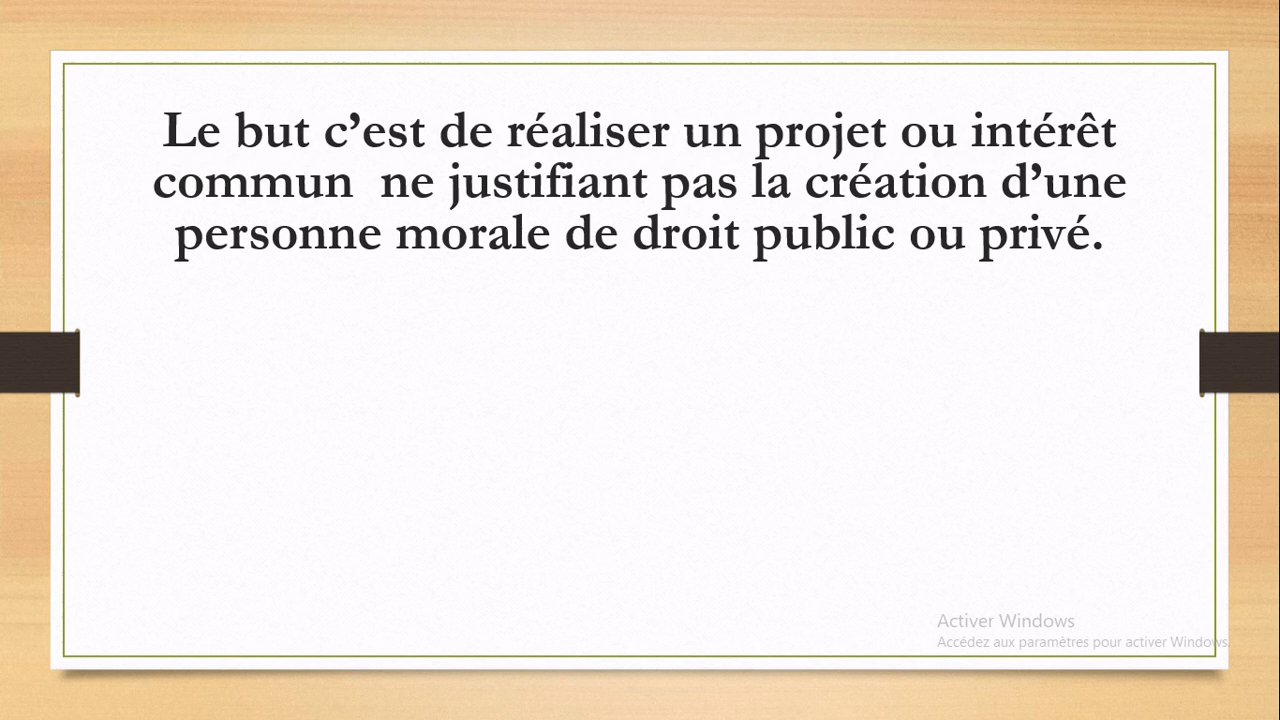 Le but c’est de réaliser un projet ou intérêt
commun  ne justifiant pas la création d’une
personne morale de droit public ou privé.
Activer Windows
Accédez aux paramètres pour activer Windows.